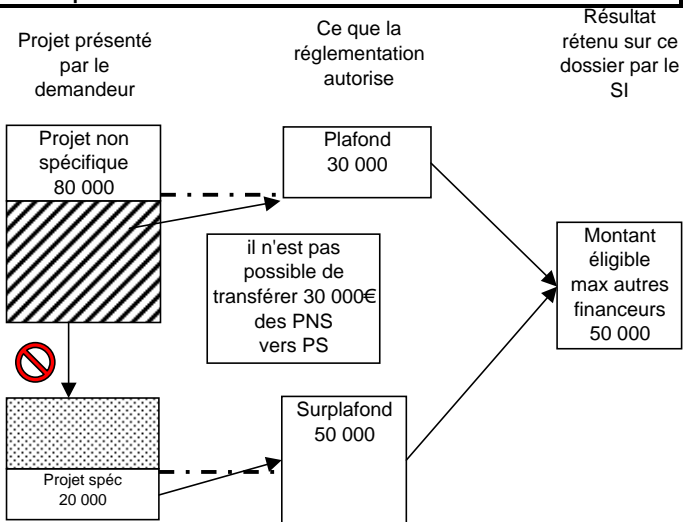 Projet présenté
par le
demandeur
Ce que la
réglementation
autorise
Résultat
rétenu sur ce
dossier par le
SI
Projet non
spécifique
80 000
Plafond
30 000
il n'est pas
possible de
transférer 30 000€
des PNS
vers PS
Montant
éligible
max autres
financeurs
50 000
Surplafond
50 000
Projet spéc
20 000